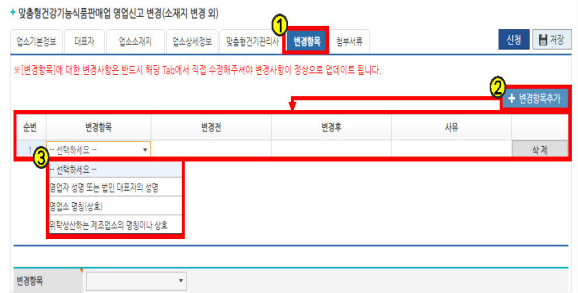 + 맞춤형건강기능식품판매업 영업신고 변경(소재지 변경 외)
1
업소기본정보 대표자 업소소재지 업소상세정보 맞춤형건기관리사 변경항목 첨부서류 신청 저장
※[변경항목]에 대한 변경사항은 반드시 해당 Tab에서 직접 수정해주셔야 변경사항이 정상으로 업데이트 됩니다.
2
+ 변경항목추가
순번 변경항목 변경전 변경후 사유
1 -- 선택하세요 -- 삭제
3
-- 선택하세요 --
영업자 성명 또는 법인 대표자의 성명
영업소 명칭(상호)
위탁생산하는 제조업소의 명칭이나 상호
변경항목